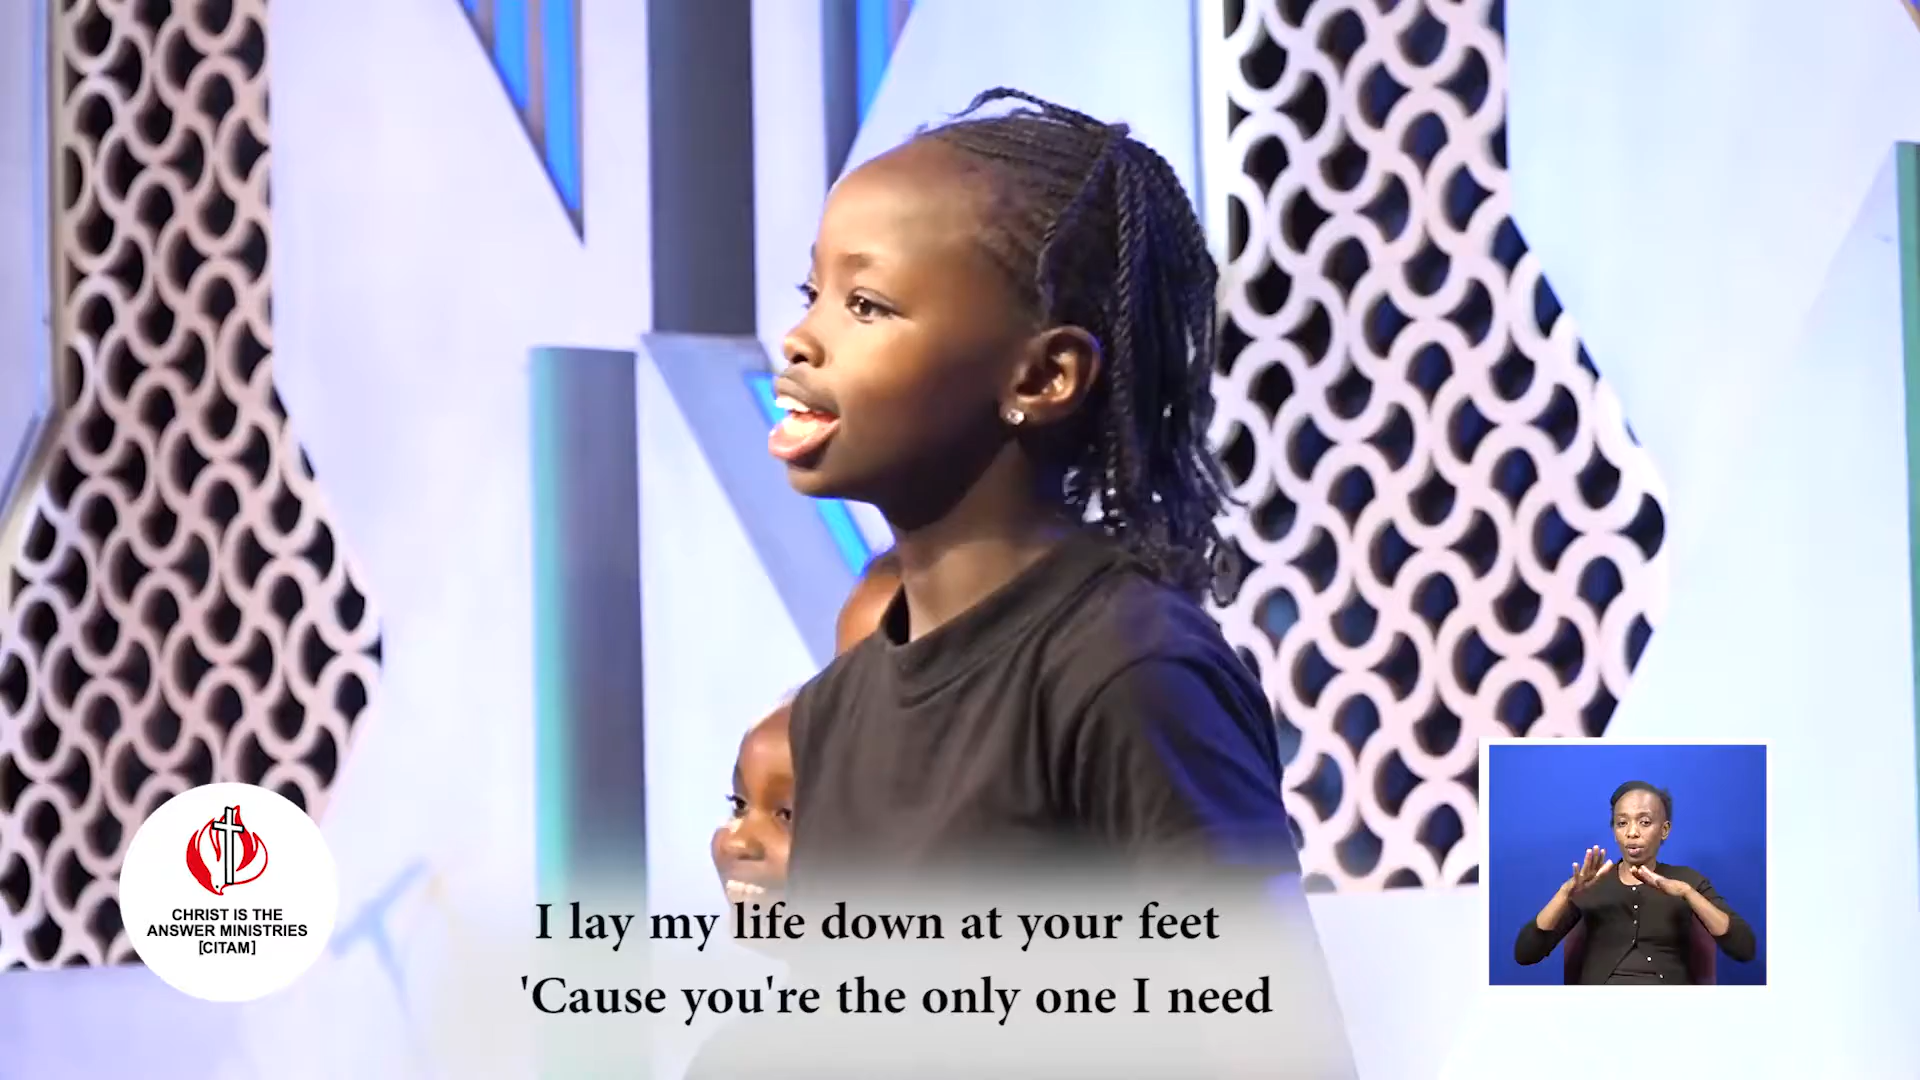 CHRIST IS THE
ANSWER MINISTRIES
[CITAM]
I lay my life down at your feet
'Cause you're the only one I need